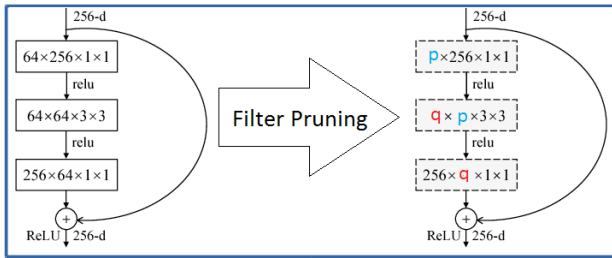 256-d
64×256×1×1
relu
64×64×3×3
relu
256×64×1×1
+
ReLU 256-d
Filter Pruning
256-d
p×256×1×1
relu
q× p×3×3
relu
256× q ×1×1
+
ReLU 256-d